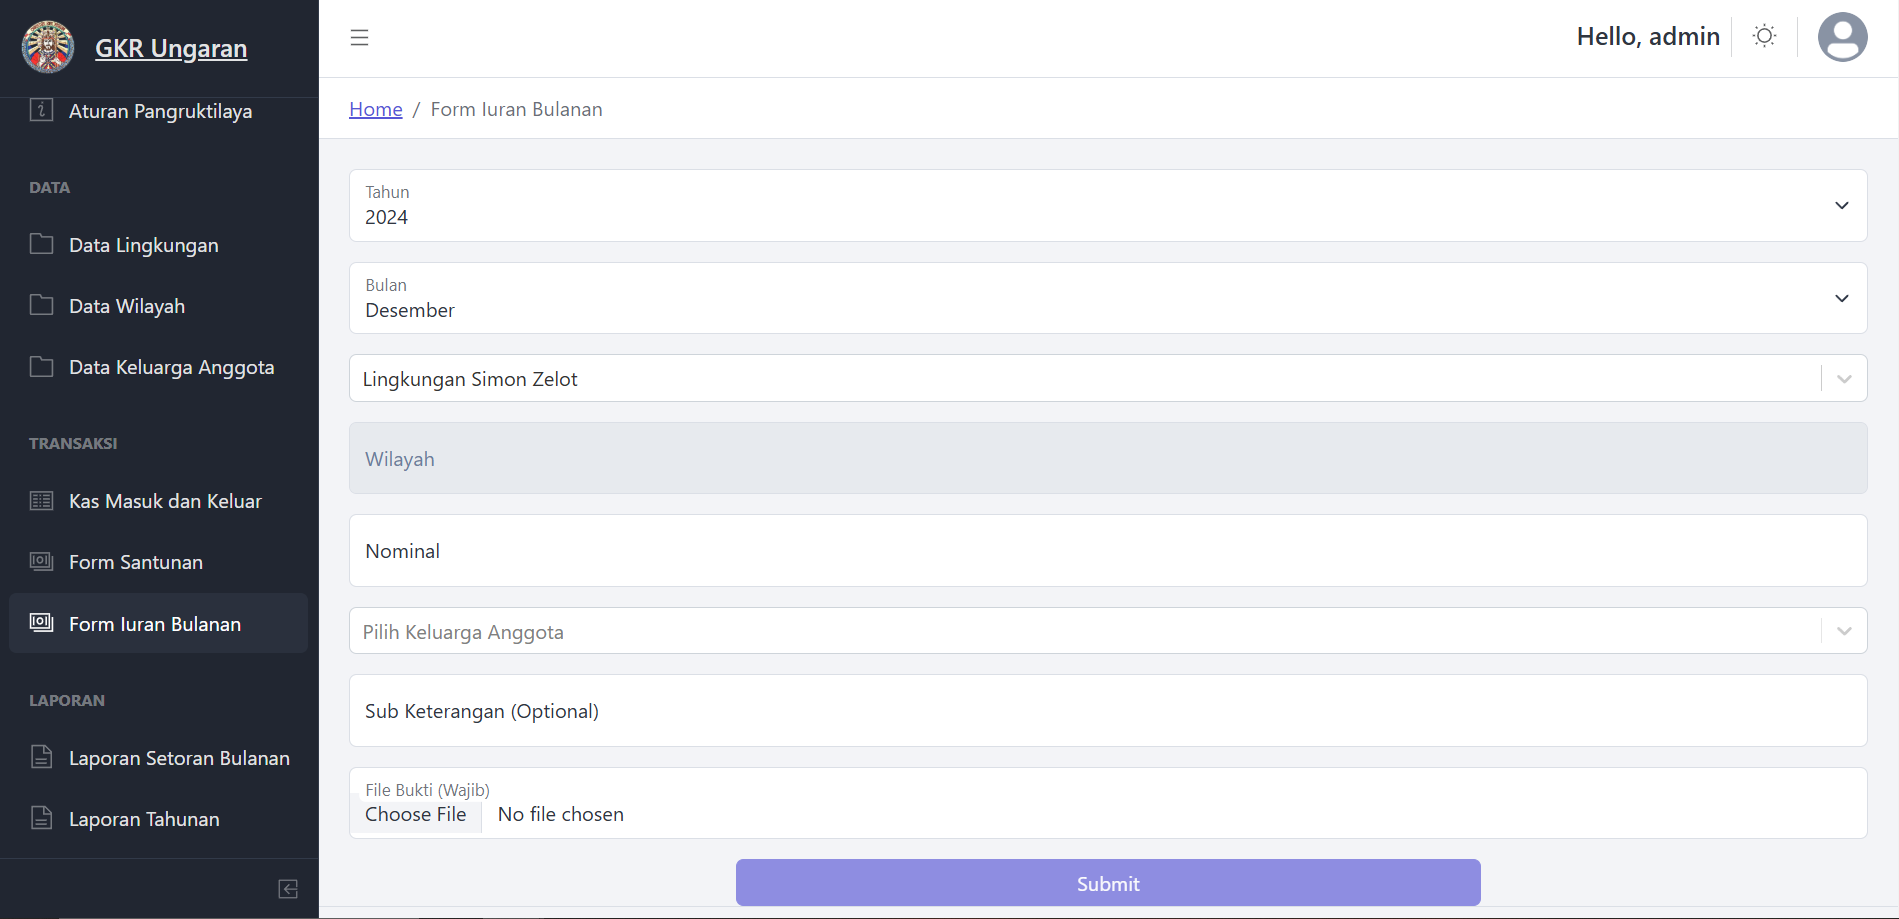 GKR Ungaran
Aturan Pangruktilaya
DATA
Data Lingkungan
Data Wilayah
Data Keluarga Anggota
TRANSAKSI
Kas Masuk dan Keluar
Form Santunan
Form Iuran Bulanan
LAPORAN
Laporan Setoran Bulanan
Laporan Tahunan
Hello, admin
Home / Form Iuran Bulanan
Tahun
2024
Bulan
Desember
Lingkungan Simon Zelot
Wilayah
Nominal
Pilih Keluarga Anggota
Sub Keterangan (Optional)
File Bukti (Wajib)
Choose File No file chosen
Submit